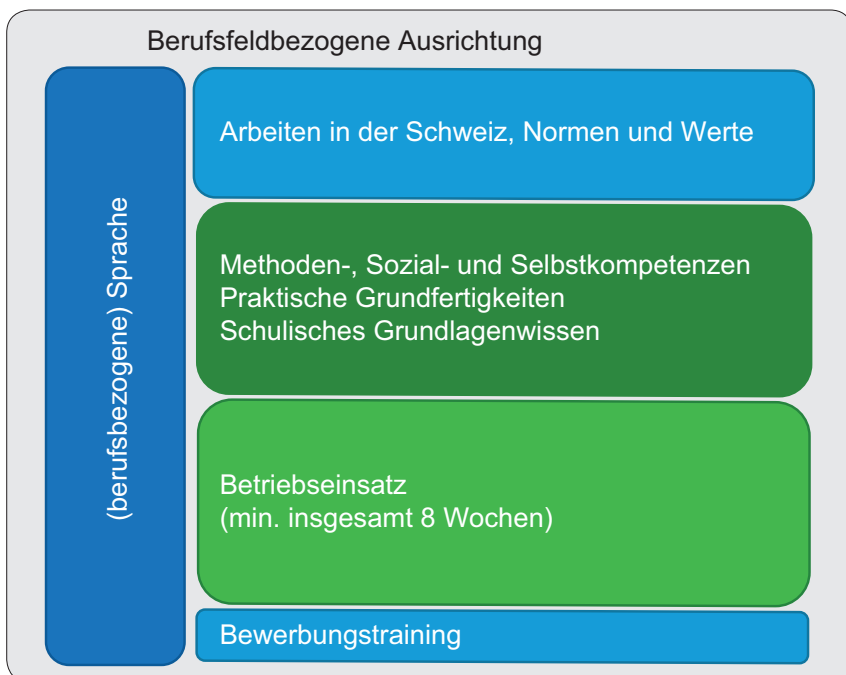 Berufsfeldbezogene Ausrichtung
(berufsbezogene) Sprache
Arbeiten in der Schweiz, Normen und Werte
Methoden-, Sozial- und Selbstkompetenzen
Praktische Grundfertigkeiten
Schulisches Grundlagenwissen
Betriebseinsatz
(min. insgesamt 8 Wochen)
Bewerbungstraining